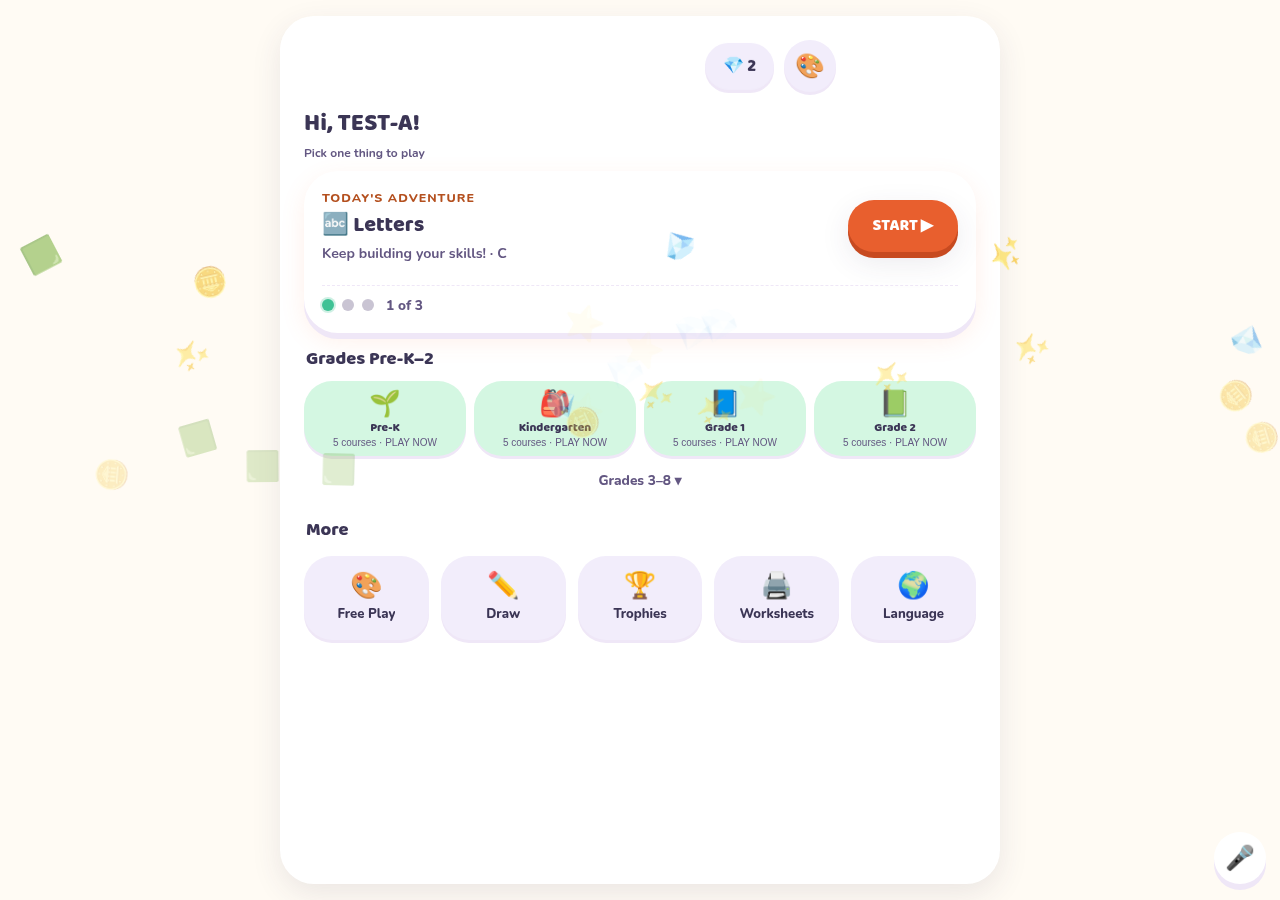 2
Hi, TEST-A!
Pick one thing to play
TODAY'S ADVENTURE
abc Letters
START ▶
Keep building your skills! · C
1 of 3
Grades Pre-K–2
Pre-K
5 courses · PLAY NOW
Kindergarten
5 courses · PLAY NOW
Grade 1
5 courses · PLAY NOW
Grade 2
5 courses · PLAY NOW
Grades 3–8 ▾
More
Free Play
Draw
Trophies
Worksheets
Language